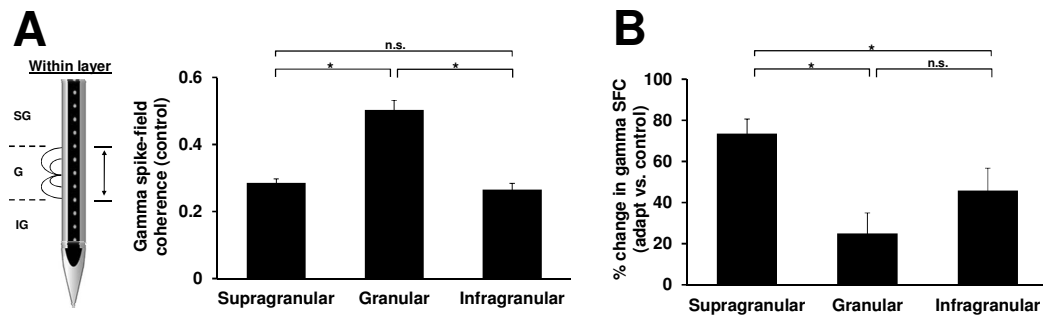 A
Within layer
SG
G
IG
Gamma spike-field
coherence (control)
0.6
0.4
0.2
0
n.s.
*
*
Supragranular
Granular
Infragranular
B
% change in gamma SFC
(adapt vs. control)
100
80
60
40
20
0
*
*
n.s.
Supragranular
Granular
Infragranular